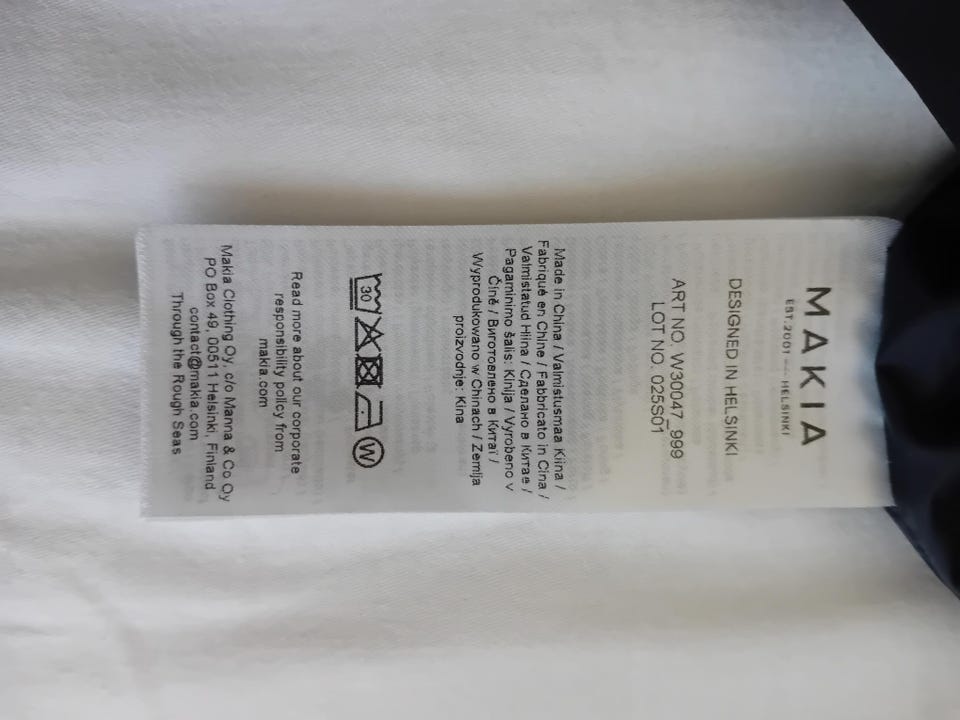 MAKIA
EST.2001 — HELSINKI
DESIGNED IN HELSINKI
ART NO. W30047_999
LOT NO. 025S01
Made in China / Valmistusmaa Kiina /
Fabriqué en Chine / Fabbricato in Cina /
Valmistatud Hiina / Сделано в Китае /
Pagaminimo šalis: Kinija / Vyrobeno v
Číně / Виготовлено в Китаї /
Wyprodukowano w Chinach / Zemlja
proizvodnje: Kina
30
W
Read more about our corporate
responsibility policy from
makia.com
Makia Clothing Oy, c/o Manna & Co Oy
PO Box 49, 00511 Helsinki, Finland
contact@makia.com
Through the Rough Seas